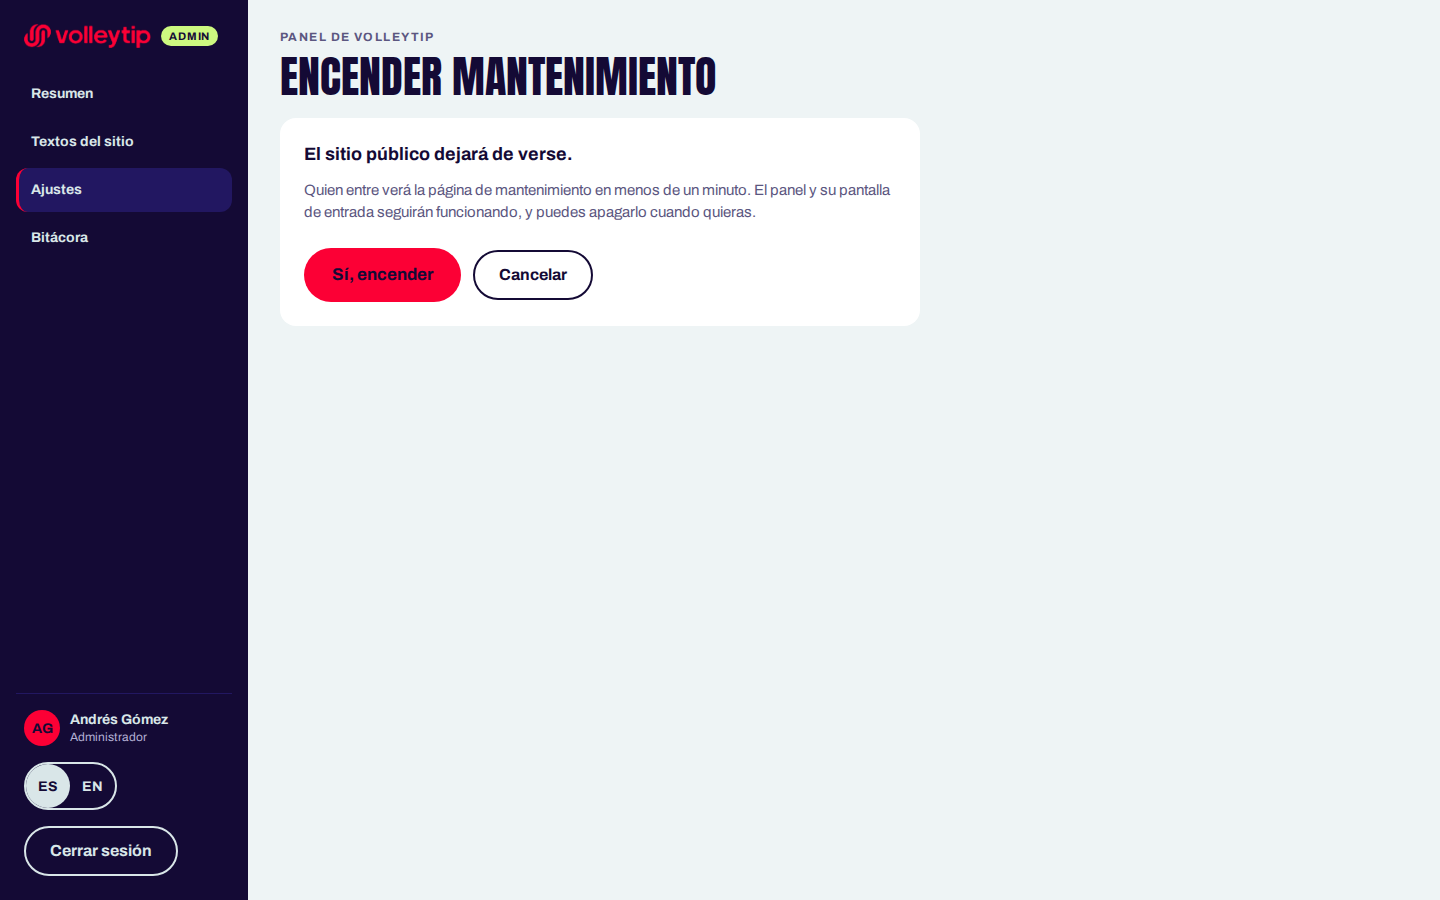 volleytip ADMIN
Resumen
Textos del sitio
Ajustes
Bitácora
Andrés Gómez
AG
Administrador
ES EN
Cerrar sesión
PANEL DE VOLLEYTIP
ENCENDER MANTENIMIENTO
El sitio público dejará de verse.
Quien entre verá la página de mantenimiento en menos de un minuto. El panel y su pantalla
de entrada seguirán funcionando, y puedes apagarlo cuando quieras.
Sí, encender Cancelar